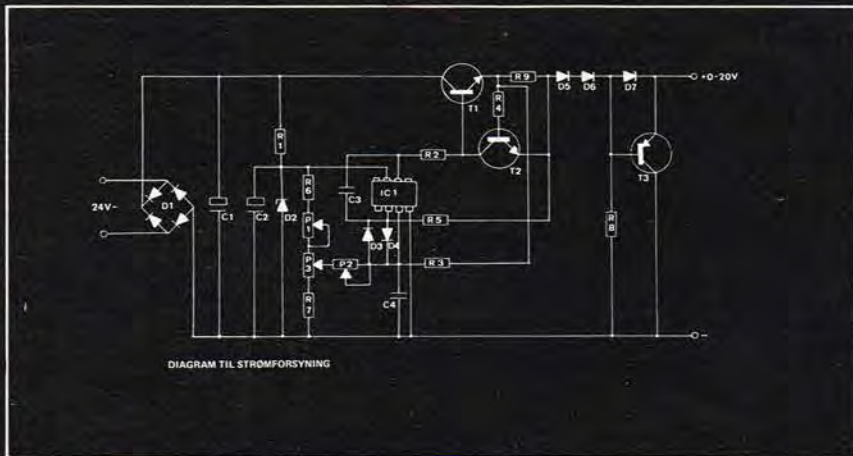 T1
R9
D5
D6
D7
+0-20V
R4
R1
R2
T2
T3
IC1
24V~
D1
C1
C2
D2
R6
C3
P1
R5
R8
D3
D4
P3
P2
R3
R7
C4
-
DIAGRAM TIL STRØMFORSYNING